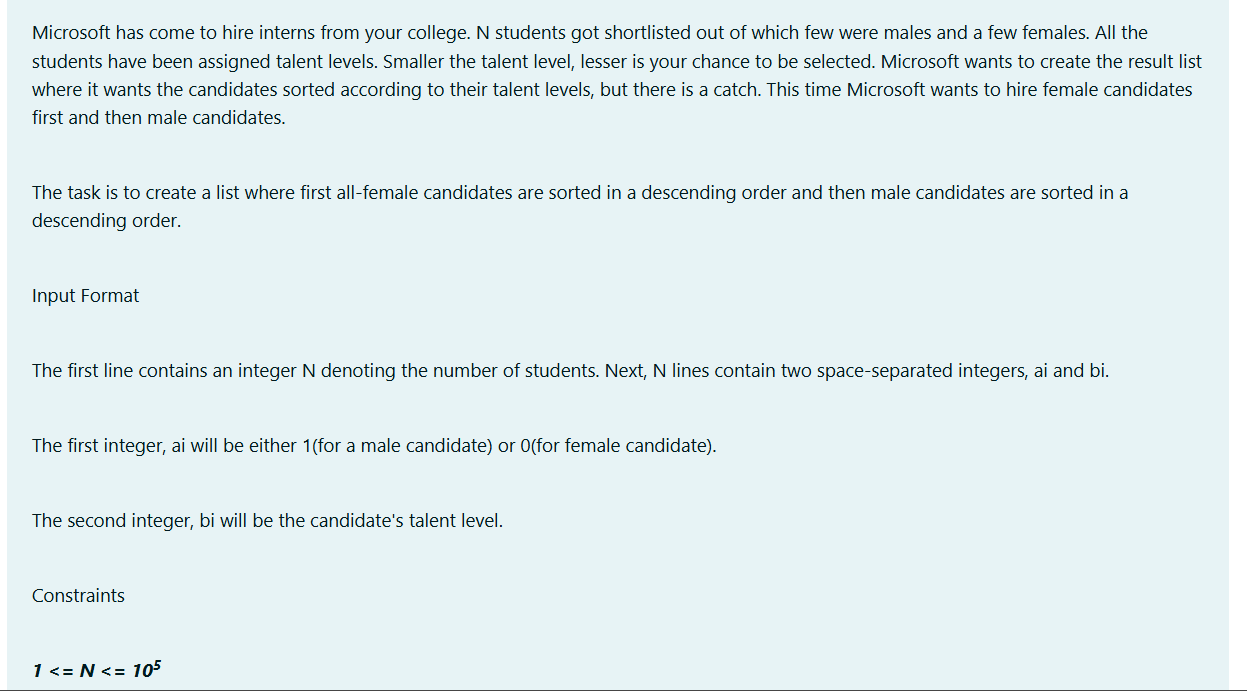 Microsoft has come to hire interns from your college. N students got shortlisted out of which few were males and a few females. All the
students have been assigned talent levels. Smaller the talent level, lesser is your chance to be selected. Microsoft wants to create the result list
where it wants the candidates sorted according to their talent levels, but there is a catch. This time Microsoft wants to hire female candidates
first and then male candidates.
The task is to create a list where first all-female candidates are sorted in a descending order and then male candidates are sorted in a
descending order.
Input Format
The first line contains an integer N denoting the number of students. Next, N lines contain two space-separated integers, ai and bi.
The first integer, ai will be either 1(for a male candidate) or 0(for female candidate).
The second integer, bi will be the candidate's talent level.
Constraints
1 <= N <= 10⁵